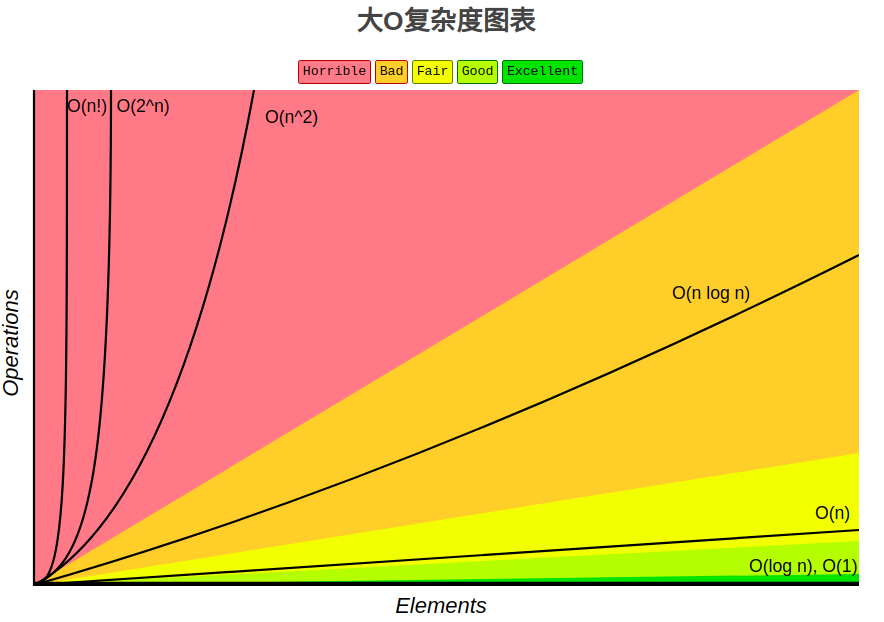 大O复杂度图表
Horrible Bad Fair Good Excellent
O(n!) O(2^n)
O(n^2)
O(n log n)
O(n)
O(log n), O(1)
Operations
Elements